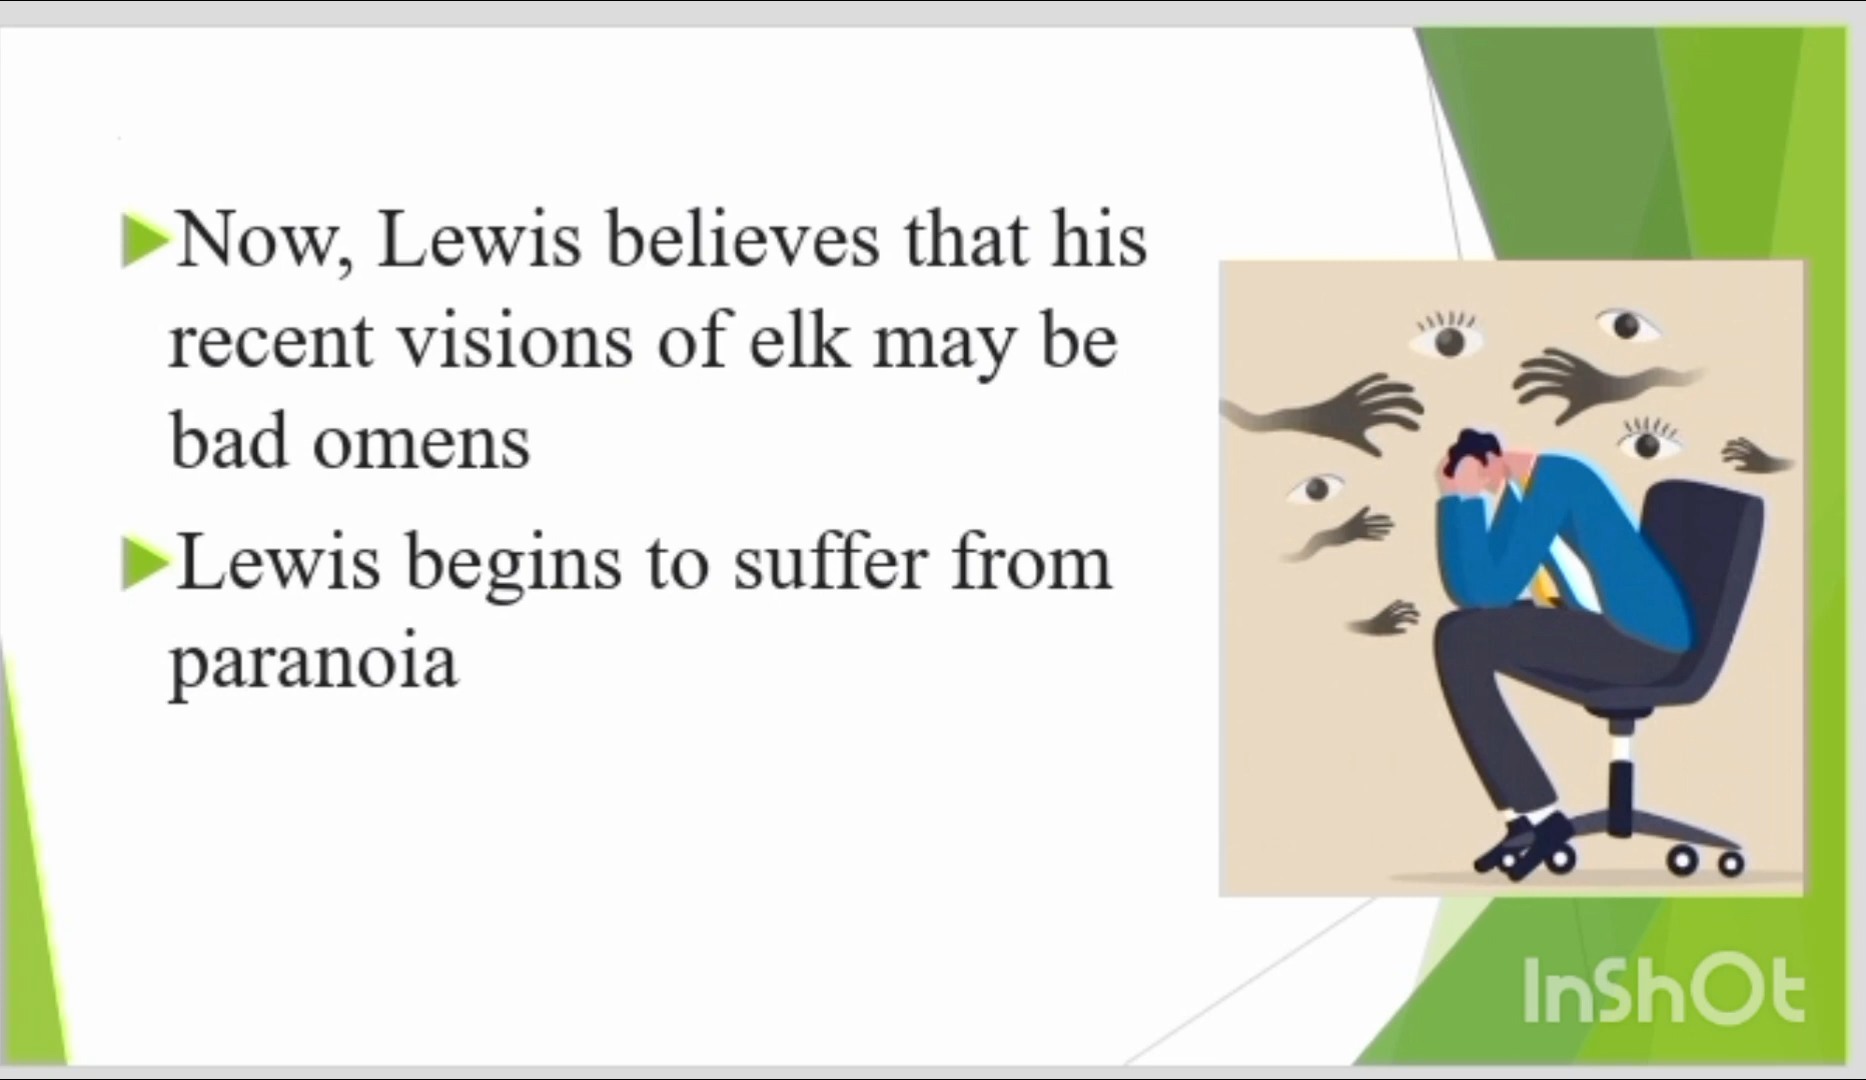 Now, Lewis believes that his
recent visions of elk may be
bad omens
Lewis begins to suffer from
paranoia
InShOt